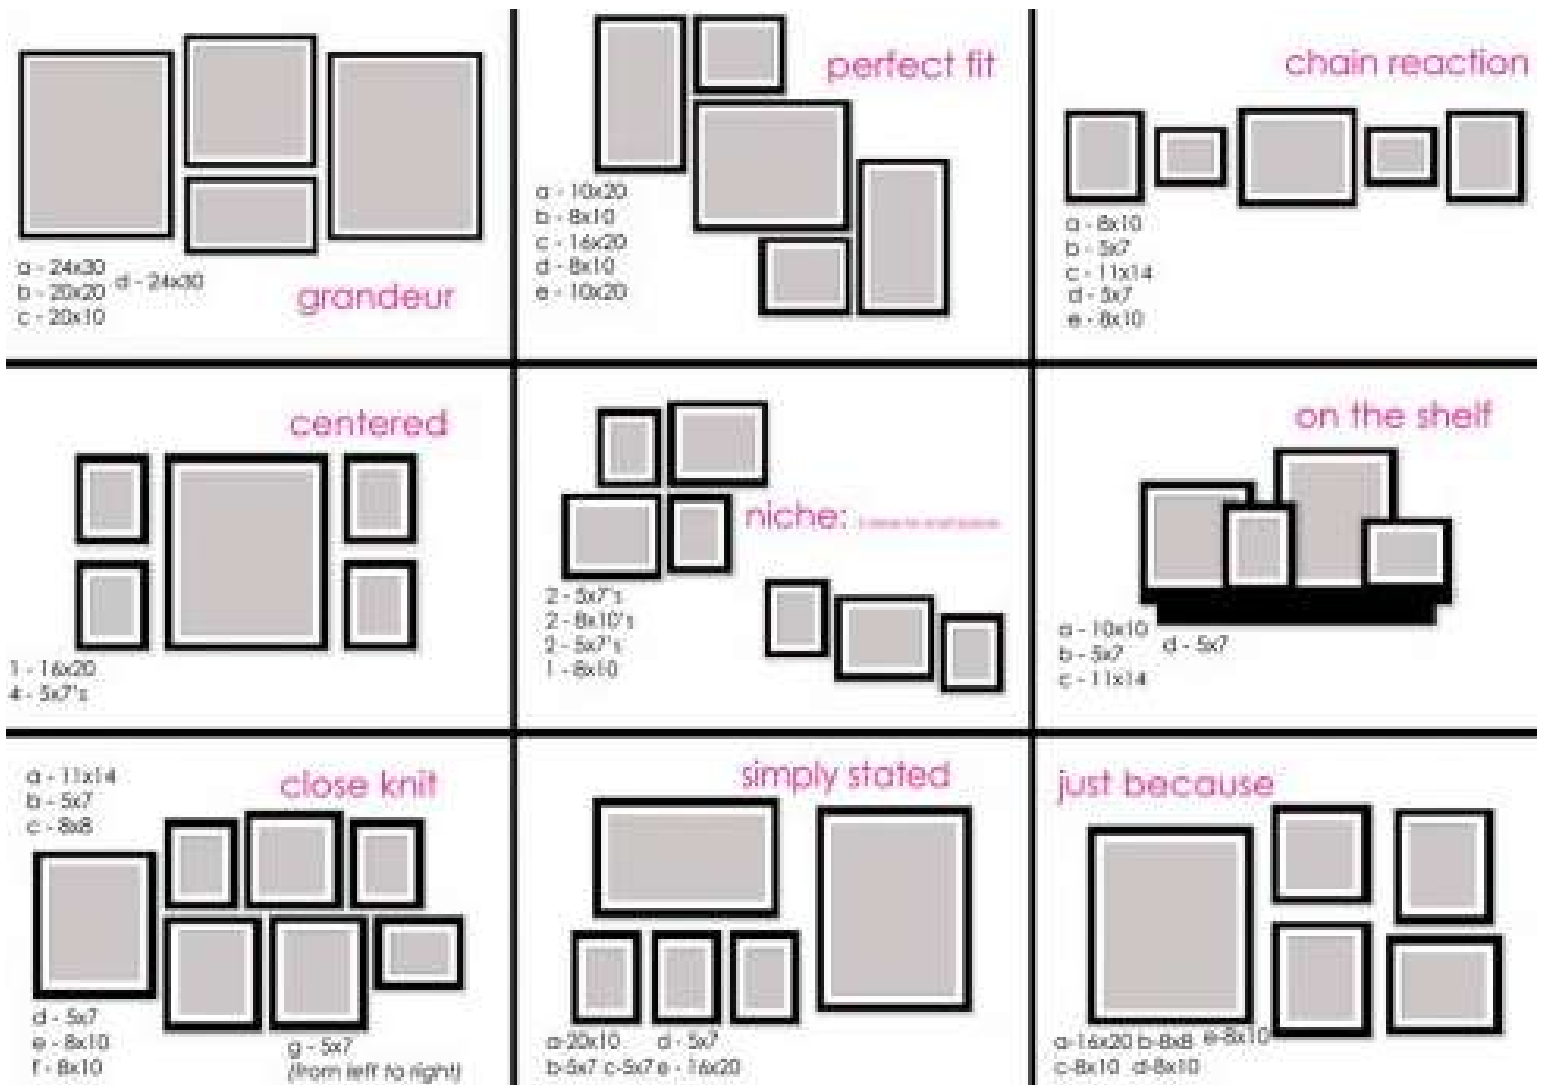 a - 24x30
b - 20x20 d - 24x30
c - 20x10
grandeur
perfect fit
a - 10x20
b - 8x10
c - 16x20
d - 8x10
e - 10x20
chain reaction
a - 8x10
b - 5x7
c - 11x14
d - 5x7
e - 8x10
centered
1 - 16x20
4 - 5x7's
niche:
2 - 5x7's
2 - 8x10's
2 - 5x7's
1 - 8x10
on the shelf
a - 10x10
b - 5x7 d - 5x7
c - 11x14
a - 11x14
b - 5x7
c - 8x8
close knit
d - 5x7
e - 8x10
f - 8x10
g - 5x7
(from left to right)
simply stated
a-20x10 d - 5x7
b-5x7 c-5x7 e - 16x20
just because
a-16x20 b-8x8 e-8x10
c-8x10 d-8x10